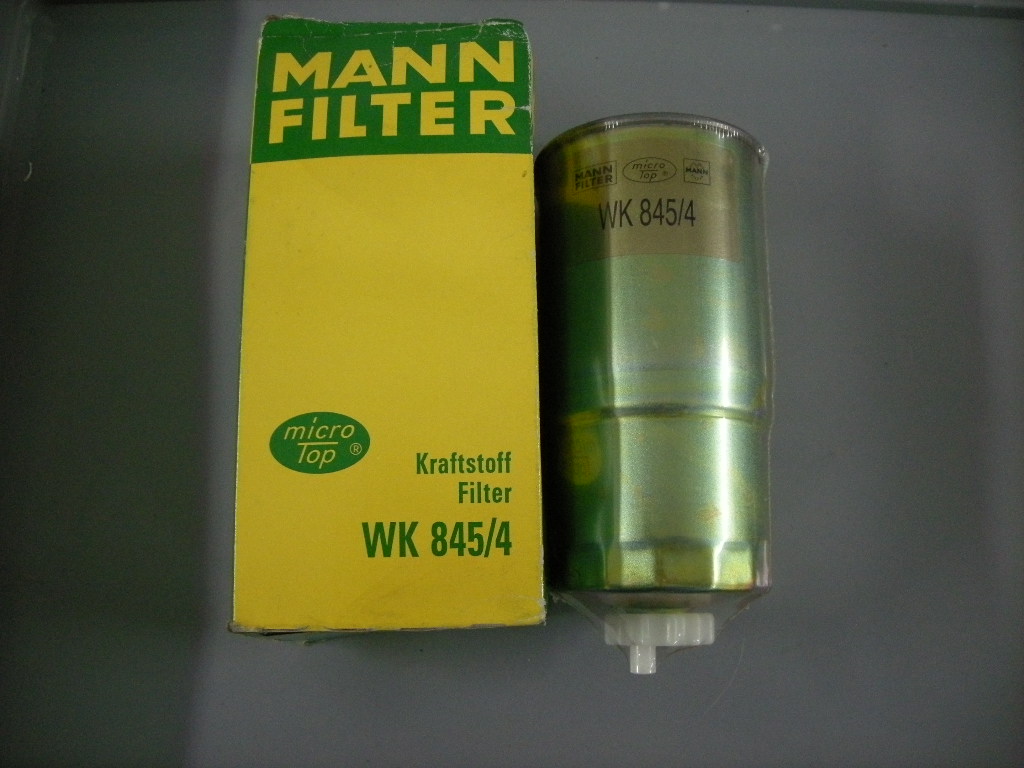 MANN
FILTER
micro
Top ®
Kraftstoff
Filter
WK 845/4
MANN
FILTER
micro
Top ®
MANN
WK 845/4